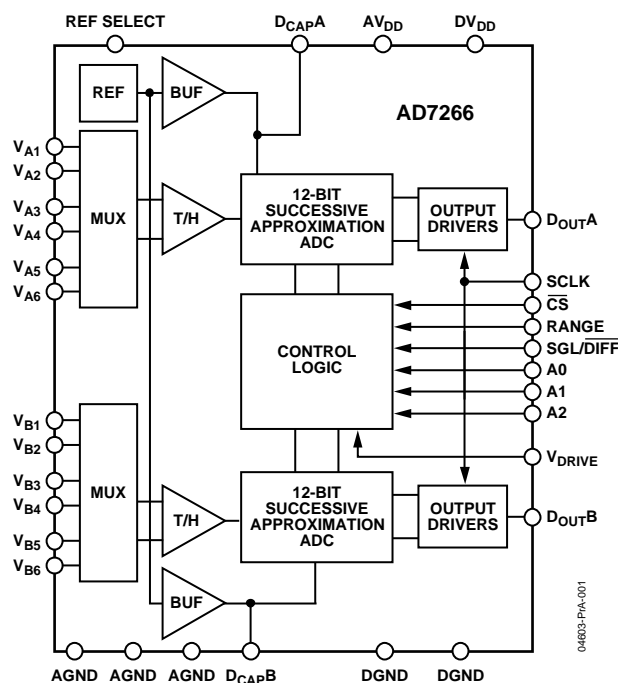 REF SELECT
DCAPA
AVDD
DVDD
REF
BUF
AD7266
VA1
VA2
VA3
VA4
VA5
VA6
MUX
T/H
12-BIT
SUCCESSIVE
APPROXIMATION
ADC
OUTPUT
DRIVERS
DOUTA
SCLK
CS
RANGE
SGL/DIFF
A0
A1
A2
VDRIVE
CONTROL
LOGIC
VB1
VB2
VB3
VB4
VB5
VB6
MUX
T/H
12-BIT
SUCCESSIVE
APPROXIMATION
ADC
OUTPUT
DRIVERS
DOUTB
BUF
AGND
AGND
AGND
DCAPB
DGND
DGND
04603-PrA-001